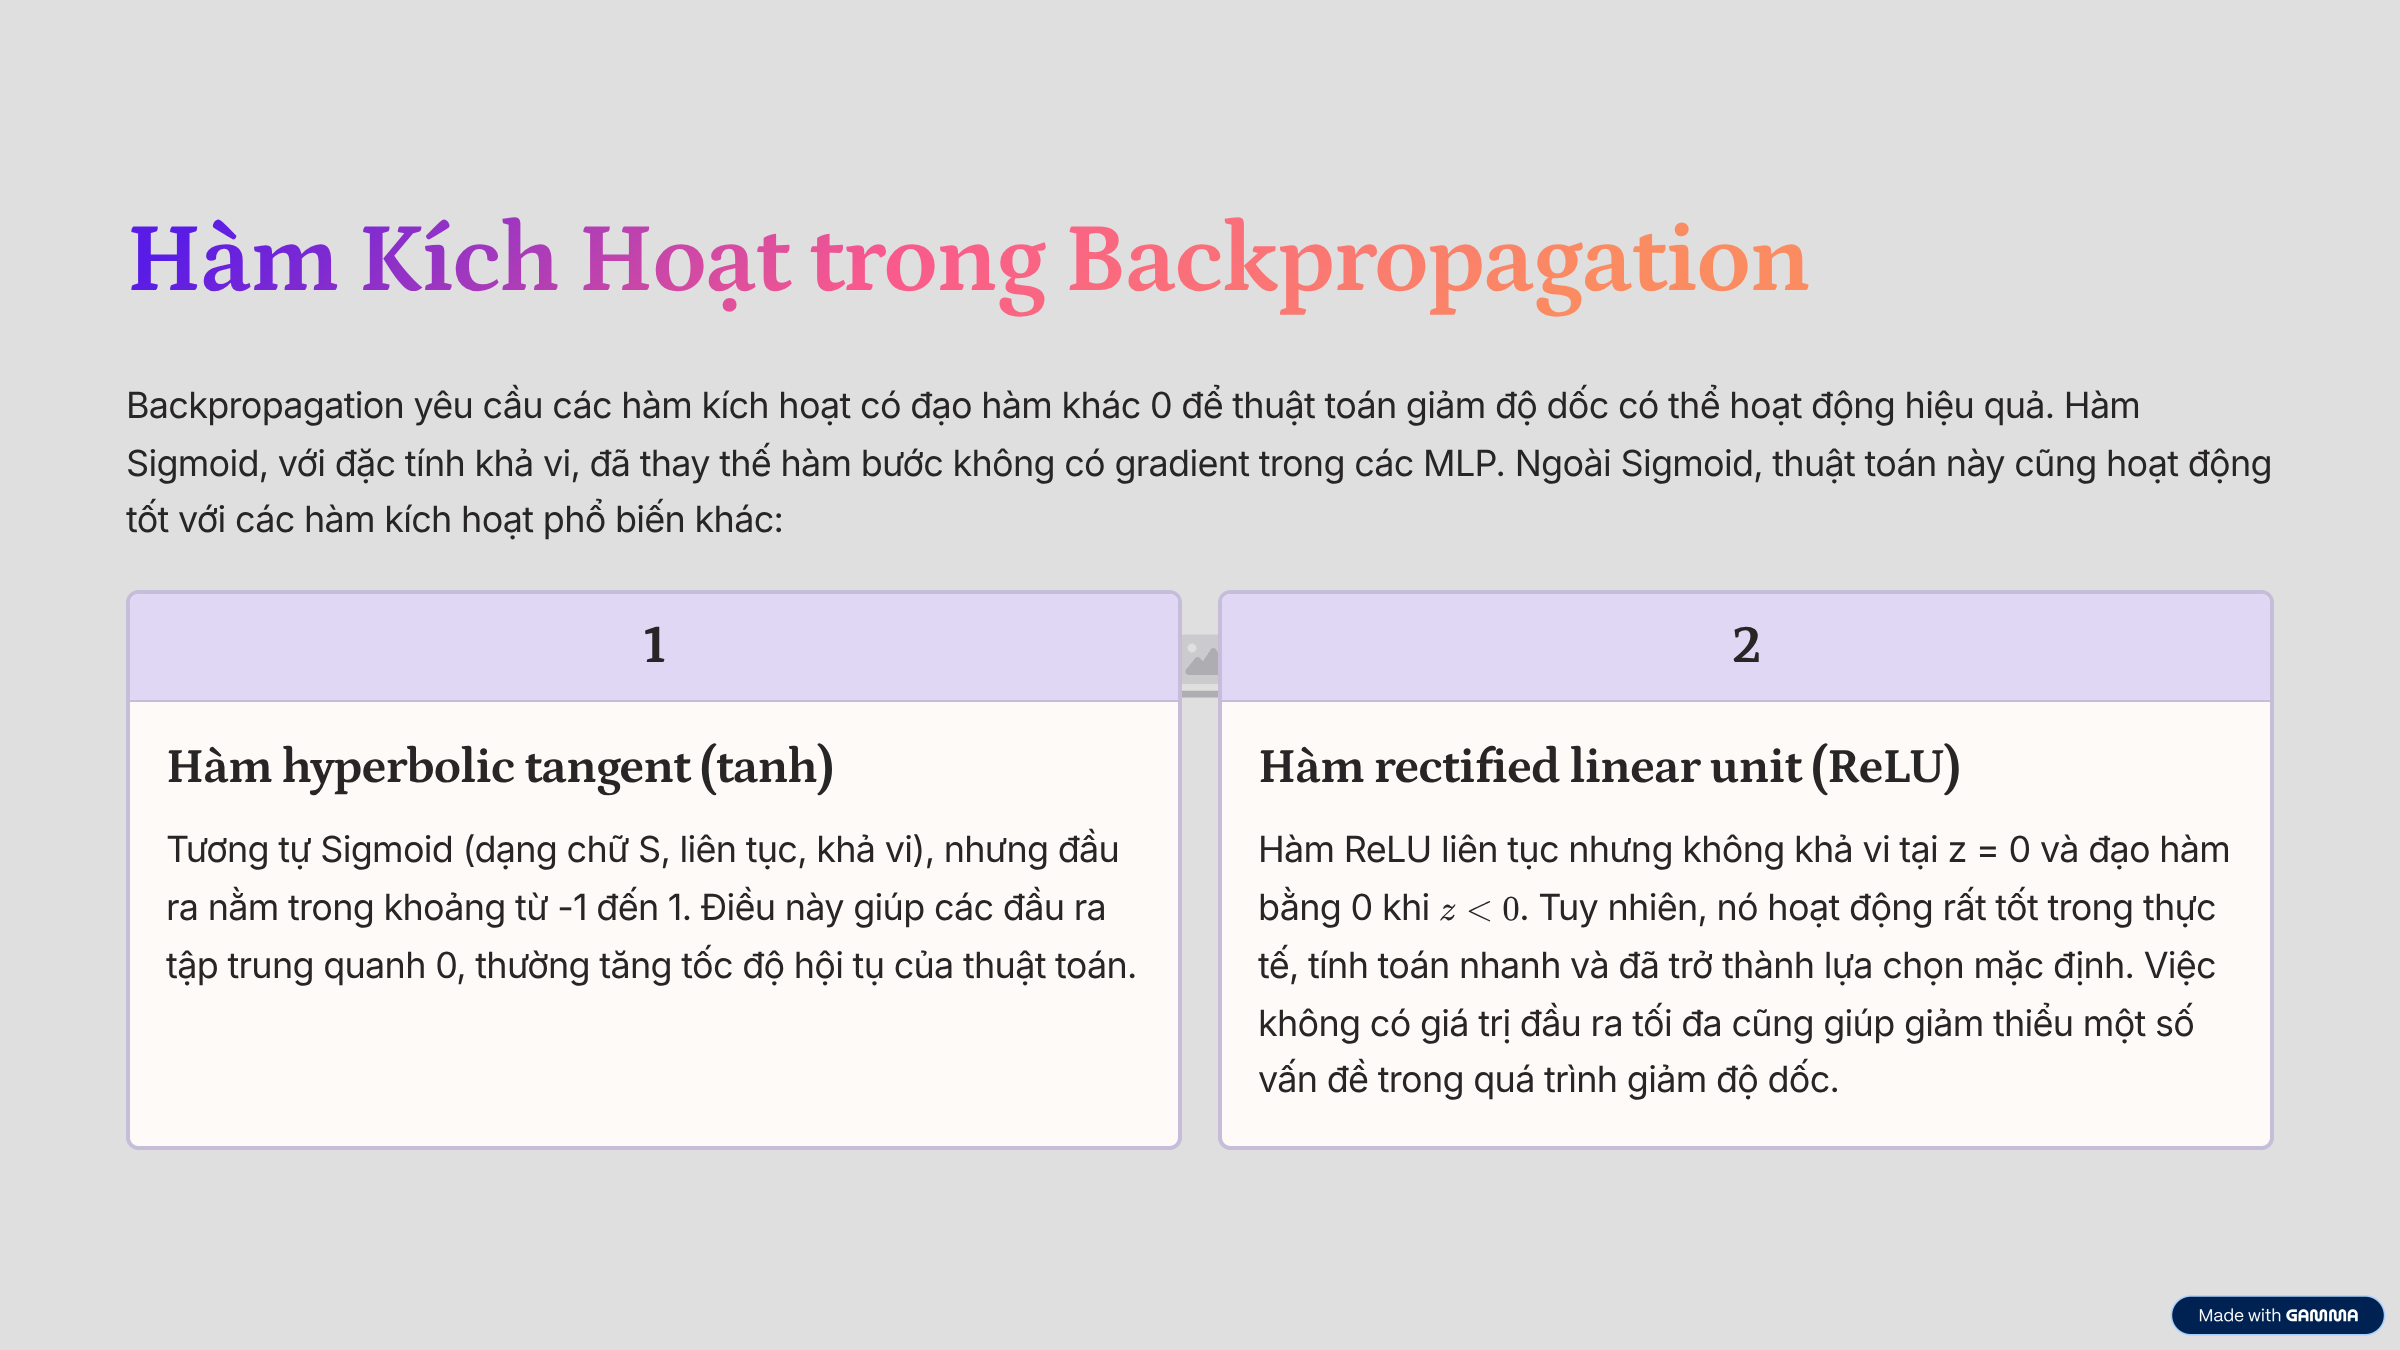 Hàm Kích Hoạt trong Backpropagation
Backpropagation yêu cầu các hàm kích hoạt có đạo hàm khác 0 để thuật toán giảm độ dốc có thể hoạt động hiệu quả. Hàm
Sigmoid, với đặc tính khả vi, đã thay thế hàm bước không có gradient trong các MLP. Ngoài Sigmoid, thuật toán này cũng hoạt động
tốt với các hàm kích hoạt phổ biến khác:
1
Hàm hyperbolic tangent (tanh)
Tương tự Sigmoid (dạng chữ S, liên tục, khả vi), nhưng đầu
ra nằm trong khoảng từ -1 đến 1. Điều này giúp các đầu ra
tập trung quanh 0, thường tăng tốc độ hội tụ của thuật toán.
2
Hàm rectified linear unit (ReLU)
Hàm ReLU liên tục nhưng không khả vi tại z = 0 và đạo hàm
bằng 0 khi z < 0. Tuy nhiên, nó hoạt động rất tốt trong thực
tế, tính toán nhanh và đã trở thành lựa chọn mặc định. Việc
không có giá trị đầu ra tối đa cũng giúp giảm thiểu một số
vấn đề trong quá trình giảm độ dốc.
Made with GAMMA